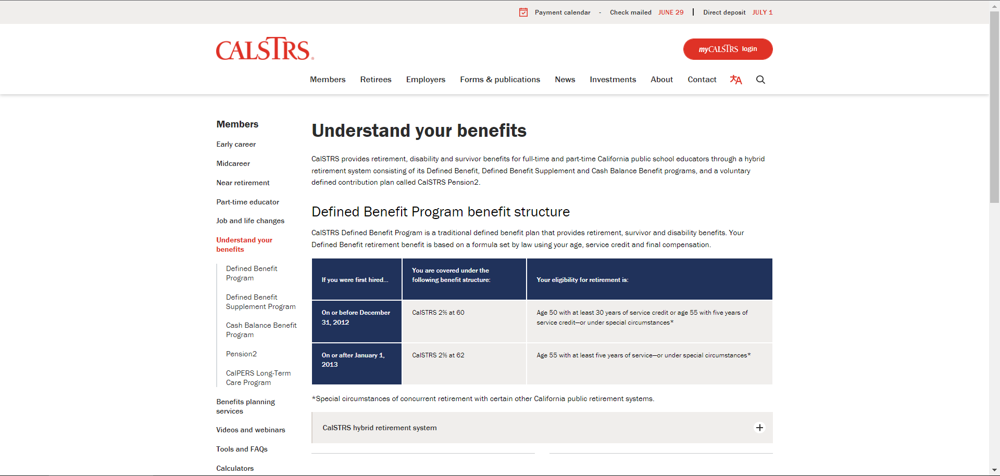 Payment calendar - Check mailed JUNE 29 | Direct deposit JULY 1
CALSTRS®
myCALSTRS login
Members Retirees Employers Forms & publications News Investments About Contact
Members
Early career
Midcareer
Near retirement
Part-time educator
Job and life changes
Understand your
benefits
Defined Benefit
Program
Defined Benefit
Supplement Program
Cash Balance Benefit
Program
Pension2
CalPERS Long-Term
Care Program
Benefits planning
services
Videos and webinars
Tools and FAQs
Calculators
Understand your benefits
CalSTRS provides retirement, disability and survivor benefits for full-time and part-time California public school educators through a hybrid
retirement system consisting of its Defined Benefit, Defined Benefit Supplement and Cash Balance Benefit programs, and a voluntary
defined contribution plan called CalSTRS Pension2.
Defined Benefit Program benefit structure
CalSTRS Defined Benefit Program is a traditional defined benefit plan that provides retirement, survivor and disability benefits. Your
Defined Benefit retirement benefit is based on a formula set by law using your age, service credit and final compensation.
If you were first hired...
You are covered under the
following benefit structure:
Your eligibility for retirement is:
On or before December
31, 2012
CalSTRS 2% at 60
Age 50 with at least 30 years of service credit or age 55 with five years of
service credit—or under special circumstances*
On or after January 1,
2013
CalSTRS 2% at 62
Age 55 with at least five years of service—or under special circumstances*
*Special circumstances of concurrent retirement with certain other California public retirement systems.
CalSTRS hybrid retirement system